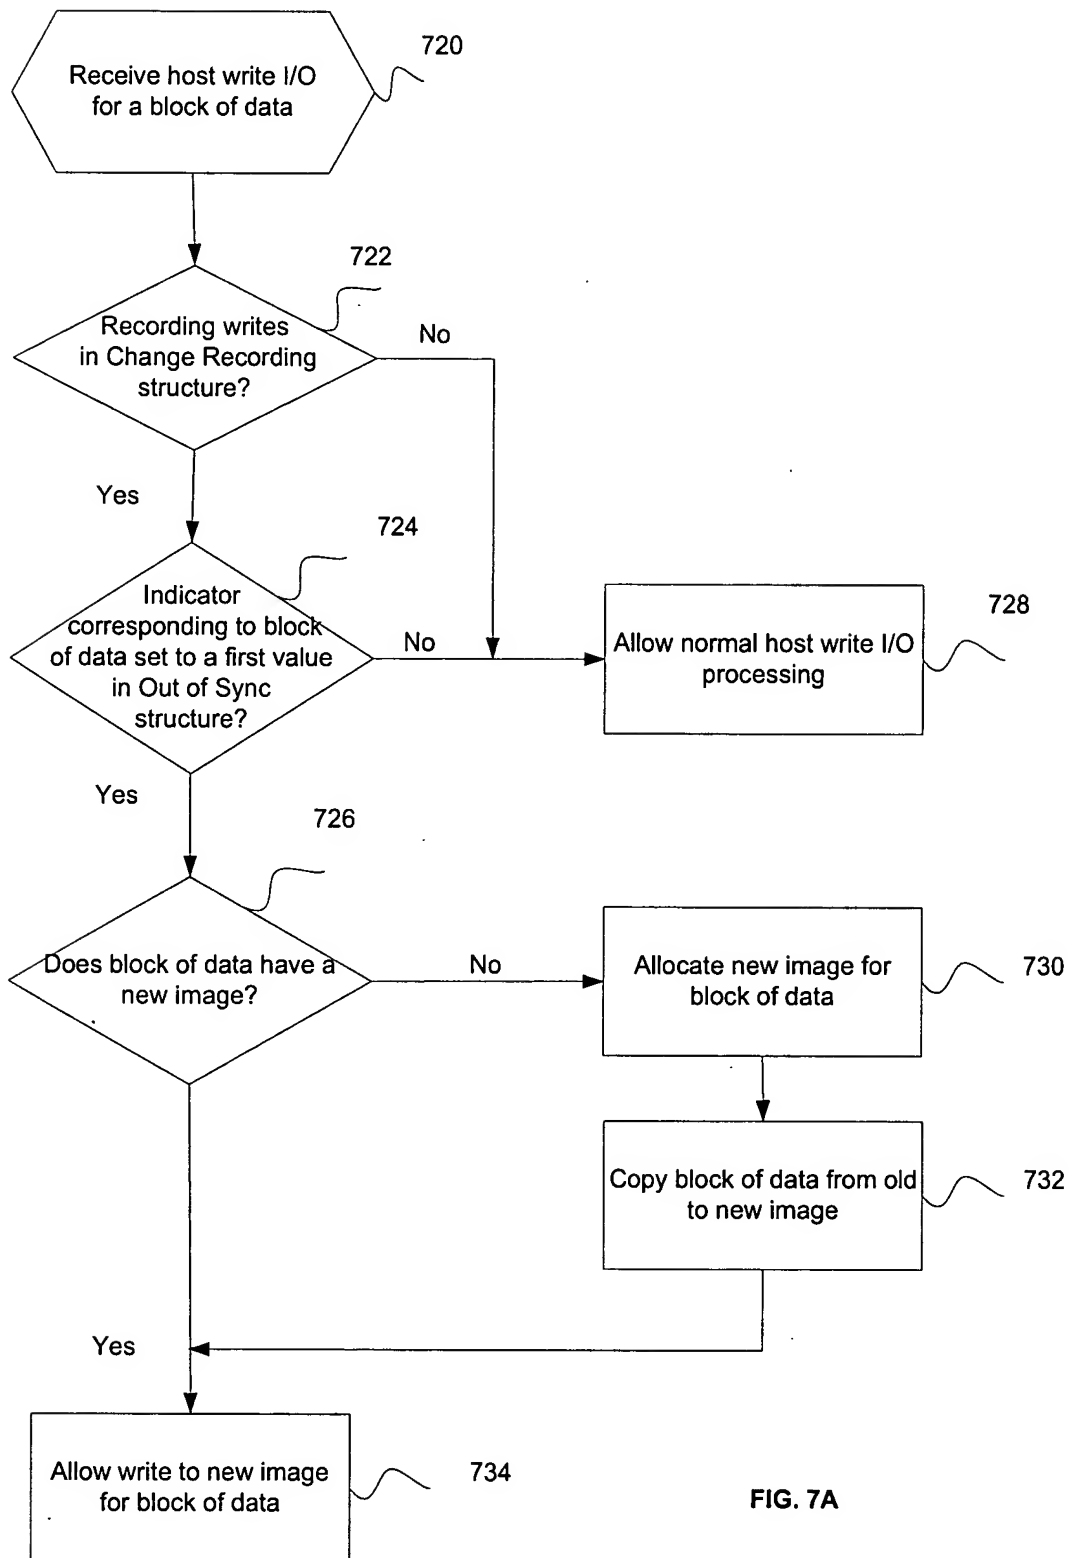 720
Receive host write I/O
for a block of data
722
Recording writes
in Change Recording
structure?
No
Yes
724
Indicator
corresponding to block
of data set to a first value
in Out of Sync
structure?
No
728
Allow normal host write I/O
processing
Yes
726
Does block of data have a
new image?
No
Allocate new image for
block of data
730
Copy block of data from old
to new image
732
Yes
Allow write to new image
for block of data
734
FIG. 7A